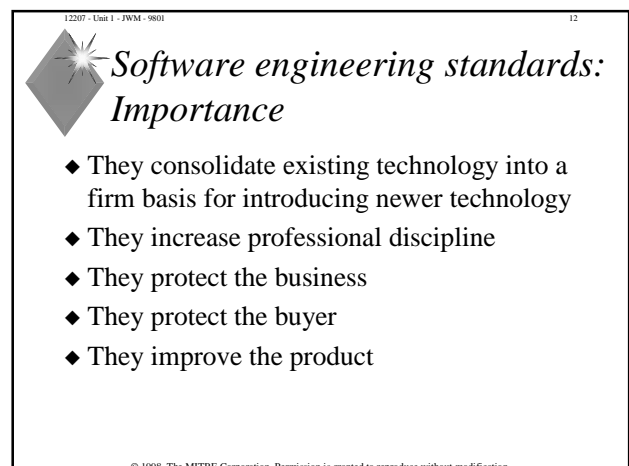 12207 - Unit 1 - JWM - 9801
12
Software engineering standards:
Importance
◆ They consolidate existing technology into a
firm basis for introducing newer technology
◆ They increase professional discipline
◆ They protect the business
◆ They protect the buyer
◆ They improve the product
© 1998, The MITRE Corporation. Permission is granted to reproduce without modification.